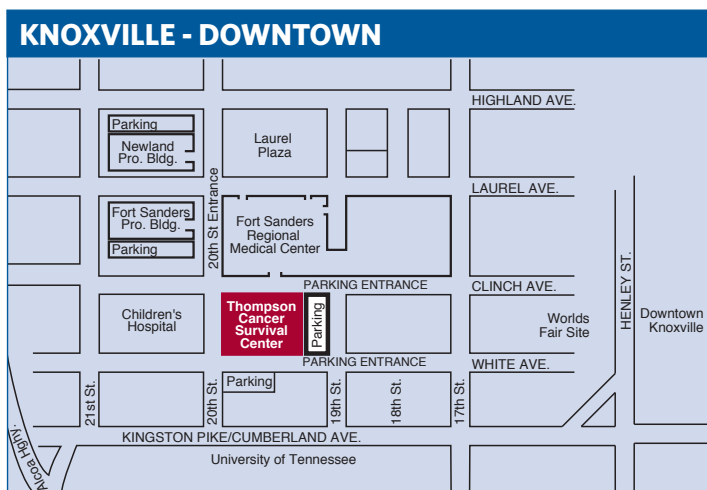 KNOXVILLE - DOWNTOWN
HIGHLAND AVE.
Parking
Newland
Pro. Bldg.
Laurel
Plaza
20th St Entrance
LAUREL AVE.
Fort Sanders
Pro. Bldg.
Parking
Fort Sanders
Regional
Medical Center
PARKING ENTRANCE
CLINCH AVE.
HENLEY ST.
Children's
Hospital
Thompson
Cancer
Survival
Center
Parking
Worlds
Fair Site
Downtown
Knoxville
PARKING ENTRANCE
WHITE AVE.
Parking
21st St.
20th St.
19th St.
18th St.
17th St.
KINGSTON PIKE/CUMBERLAND AVE.
Alcoa Hghy.
University of Tennessee